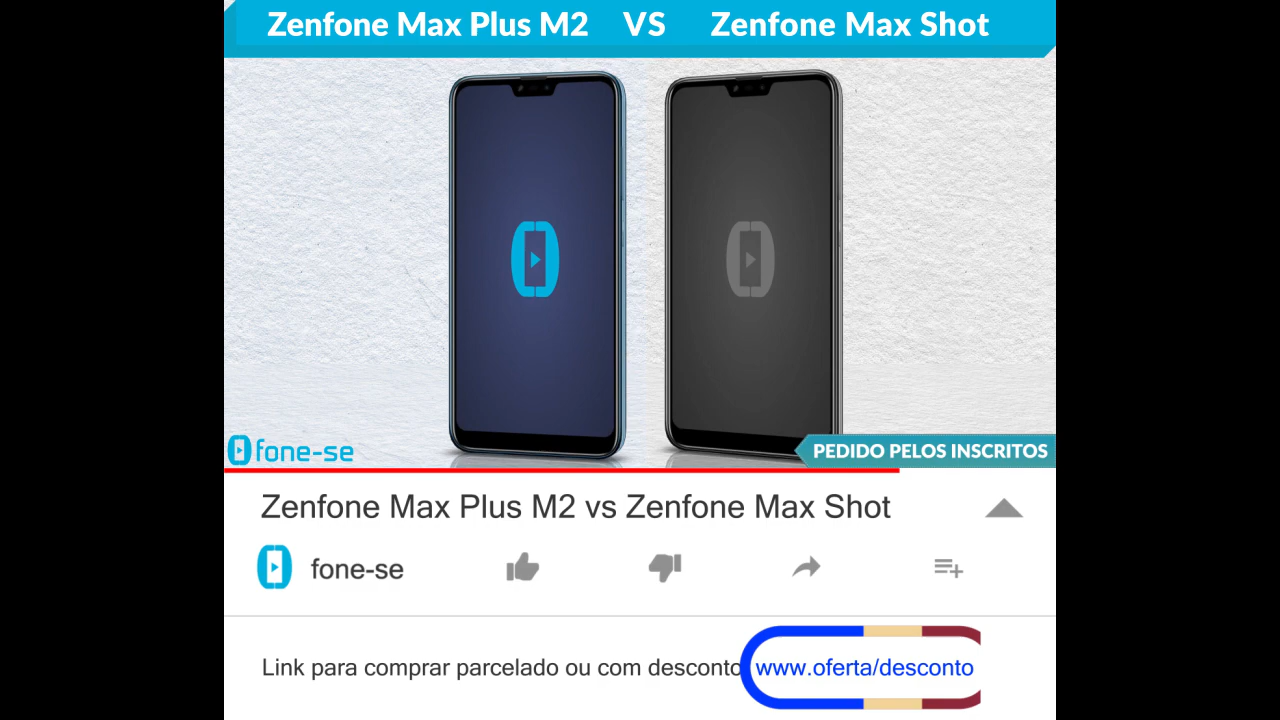 Zenfone Max Plus M2 VS Zenfone Max Shot
fone-se
PEDIDO PELOS INSCRITOS
Zenfone Max Plus M2 vs Zenfone Max Shot
fone-se
Link para comprar parcelado ou com desconto www.oferta/desconto